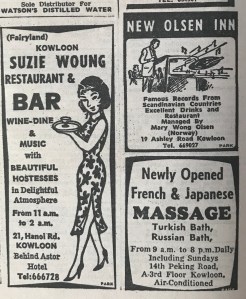 Sole Distributor For
WATSON'S DISTILLED WATER
(Fairyland)
KOWLOON
SUZIE WOUNG
RESTAURANT &
BAR
WINE-DINE
&
MUSIC
with
BEAUTIFUL
HOSTESSES
in Delightful
Atmosphere
From 11 a.m.
to 2 a.m.
21, Hanoi Rd.
KOWLOON
Behind Astor
Hotel
Tel: 666728
PARK
NEW OLSEN INN
Famous Records From
Scandinavian Countries
Excellent Drinks and
Restaurant
Managed By
Mary Wong Olsen
(Norway)
19 Ashley Road Kowloon
Tel. 669027
PARK
Newly Opened
French & Japanese
MASSAGE
Turkish Bath,
Russian Bath,
From 9 a.m. to 8 p.m. Daily
Including Sundays
14th Peking Road,
A-3rd Floor Kowloon.
Air-Conditioned
PARK